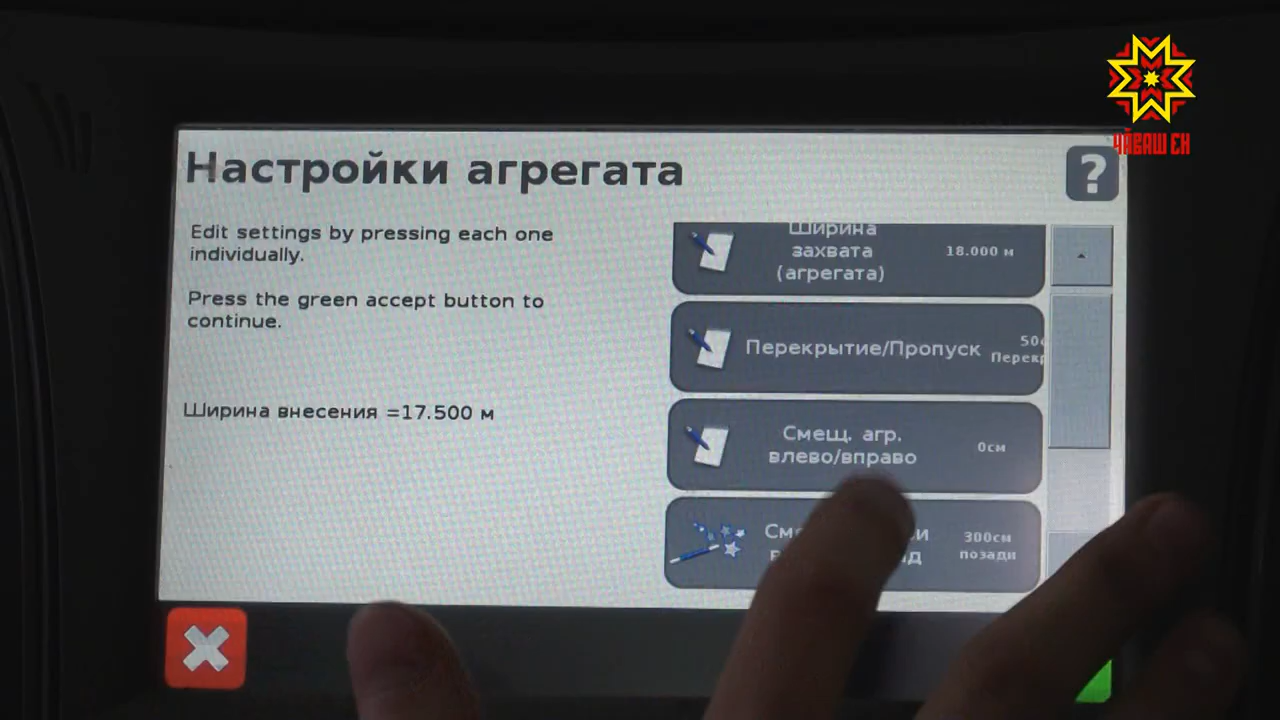 ЧӐВАШ ЕН
Настройки агрегата
?
Edit settings by pressing each one
individually.
Press the green accept button to
continue.
Ширина внесения =17.500 м
Ширина
захвата
(агрегата)
18.000 м
Перекрытие/Пропуск
Смещ. агр.
влево/вправо
0см
300см
позади